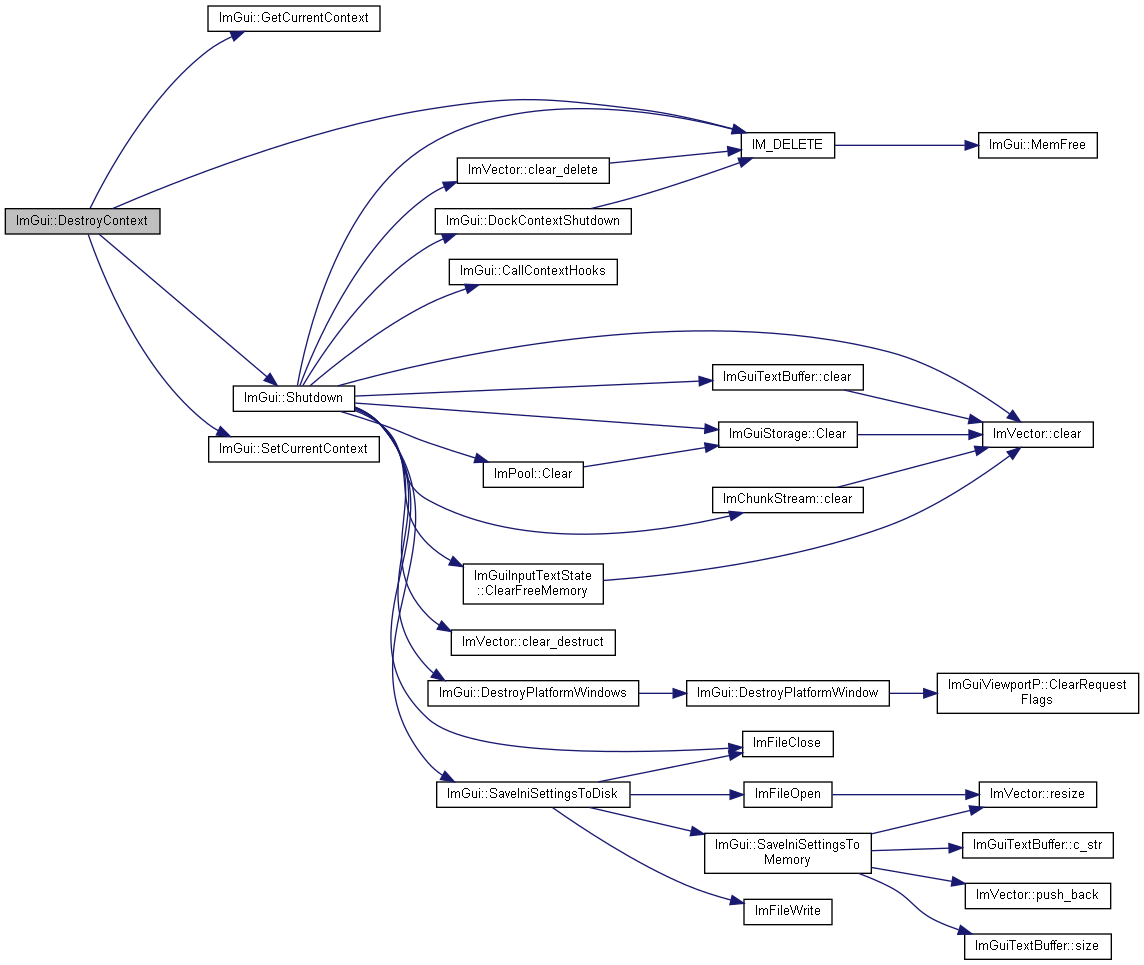 ImGui::GetCurrentContext
IM_DELETE
ImGui::MemFree
ImVector::clear_delete
ImGui::DestroyContext
ImGui::DockContextShutdown
ImGui::CallContextHooks
ImGuiTextBuffer::clear
ImGui::Shutdown
ImGuiStorage::Clear
ImVector::clear
ImGui::SetCurrentContext
ImPool::Clear
ImChunkStream::clear
ImGuiInputTextState
::ClearFreeMemory
ImVector::clear_destruct
ImGui::DestroyPlatformWindows
ImGui::DestroyPlatformWindow
ImGuiViewportP::ClearRequest
Flags
ImFileClose
ImGui::SaveIniSettingsToDisk
ImFileOpen
ImVector::resize
ImGui::SaveIniSettingsTo
Memory
ImGuiTextBuffer::c_str
ImVector::push_back
ImFileWrite
ImGuiTextBuffer::size